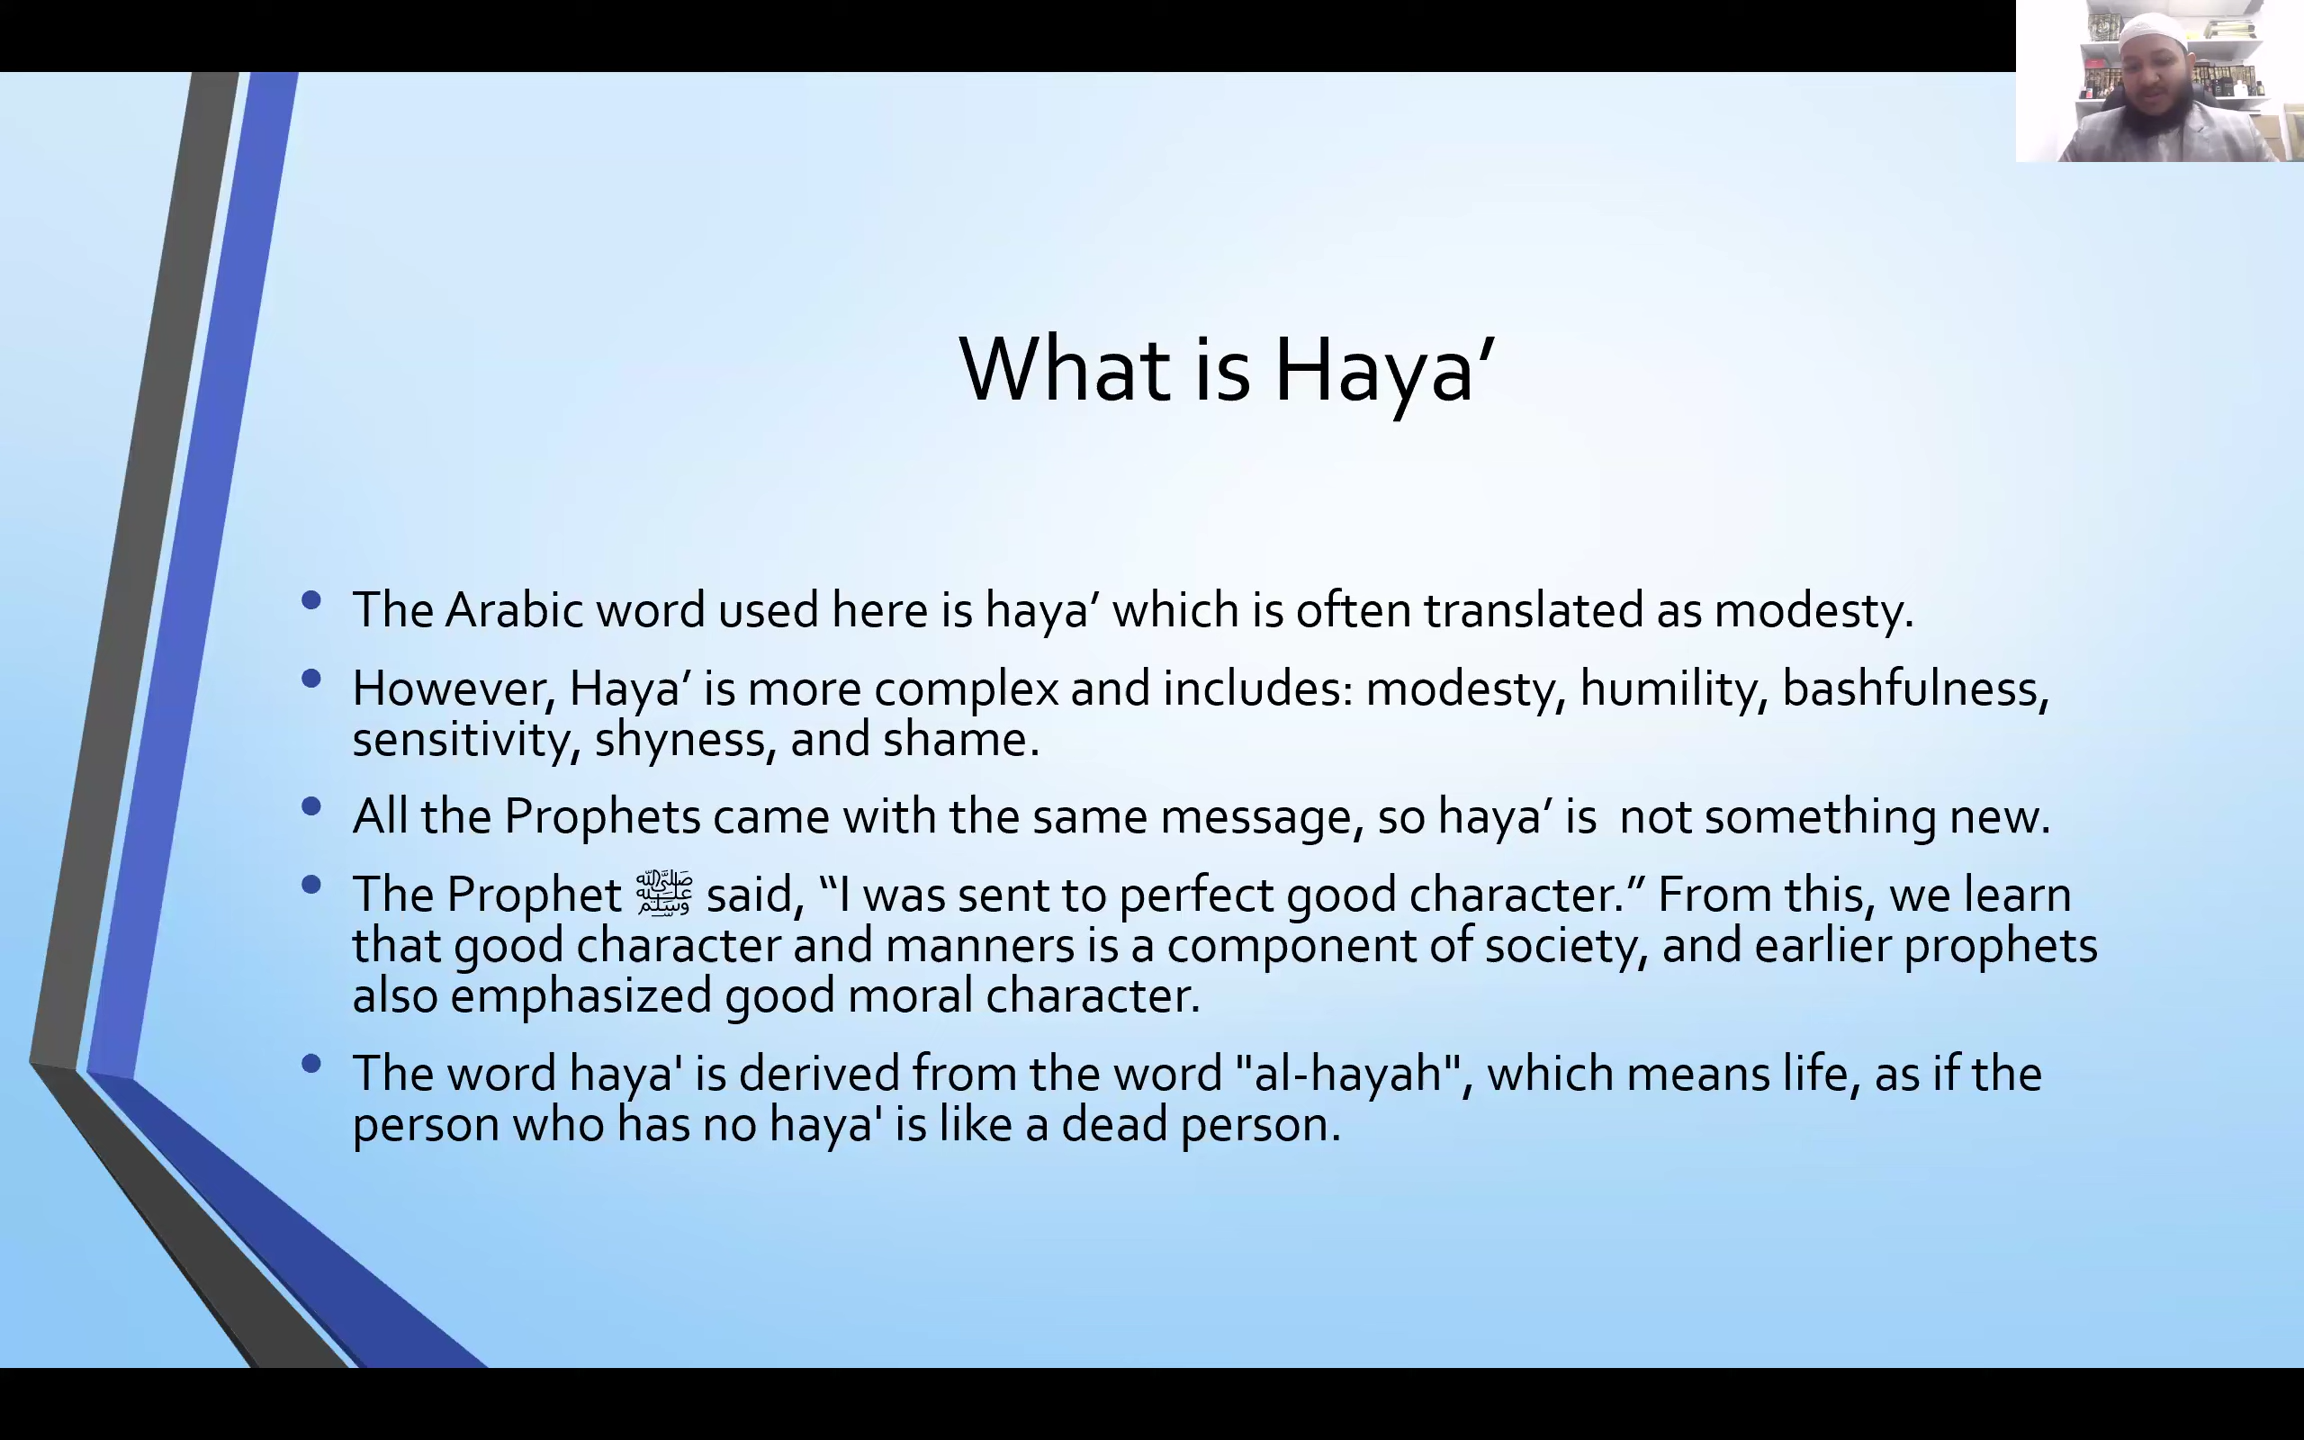 What is Haya’
• The Arabic word used here is haya’ which is often translated as modesty.
• However, Haya’ is more complex and includes: modesty, humility, bashfulness,
sensitivity, shyness, and shame.
• All the Prophets came with the same message, so haya’ is  not something new.
• The Prophet ﷺ said, “I was sent to perfect good character.” From this, we learn
that good character and manners is a component of society, and earlier prophets
also emphasized good moral character.
• The word haya' is derived from the word "al-hayah", which means life, as if the
person who has no haya' is like a dead person.